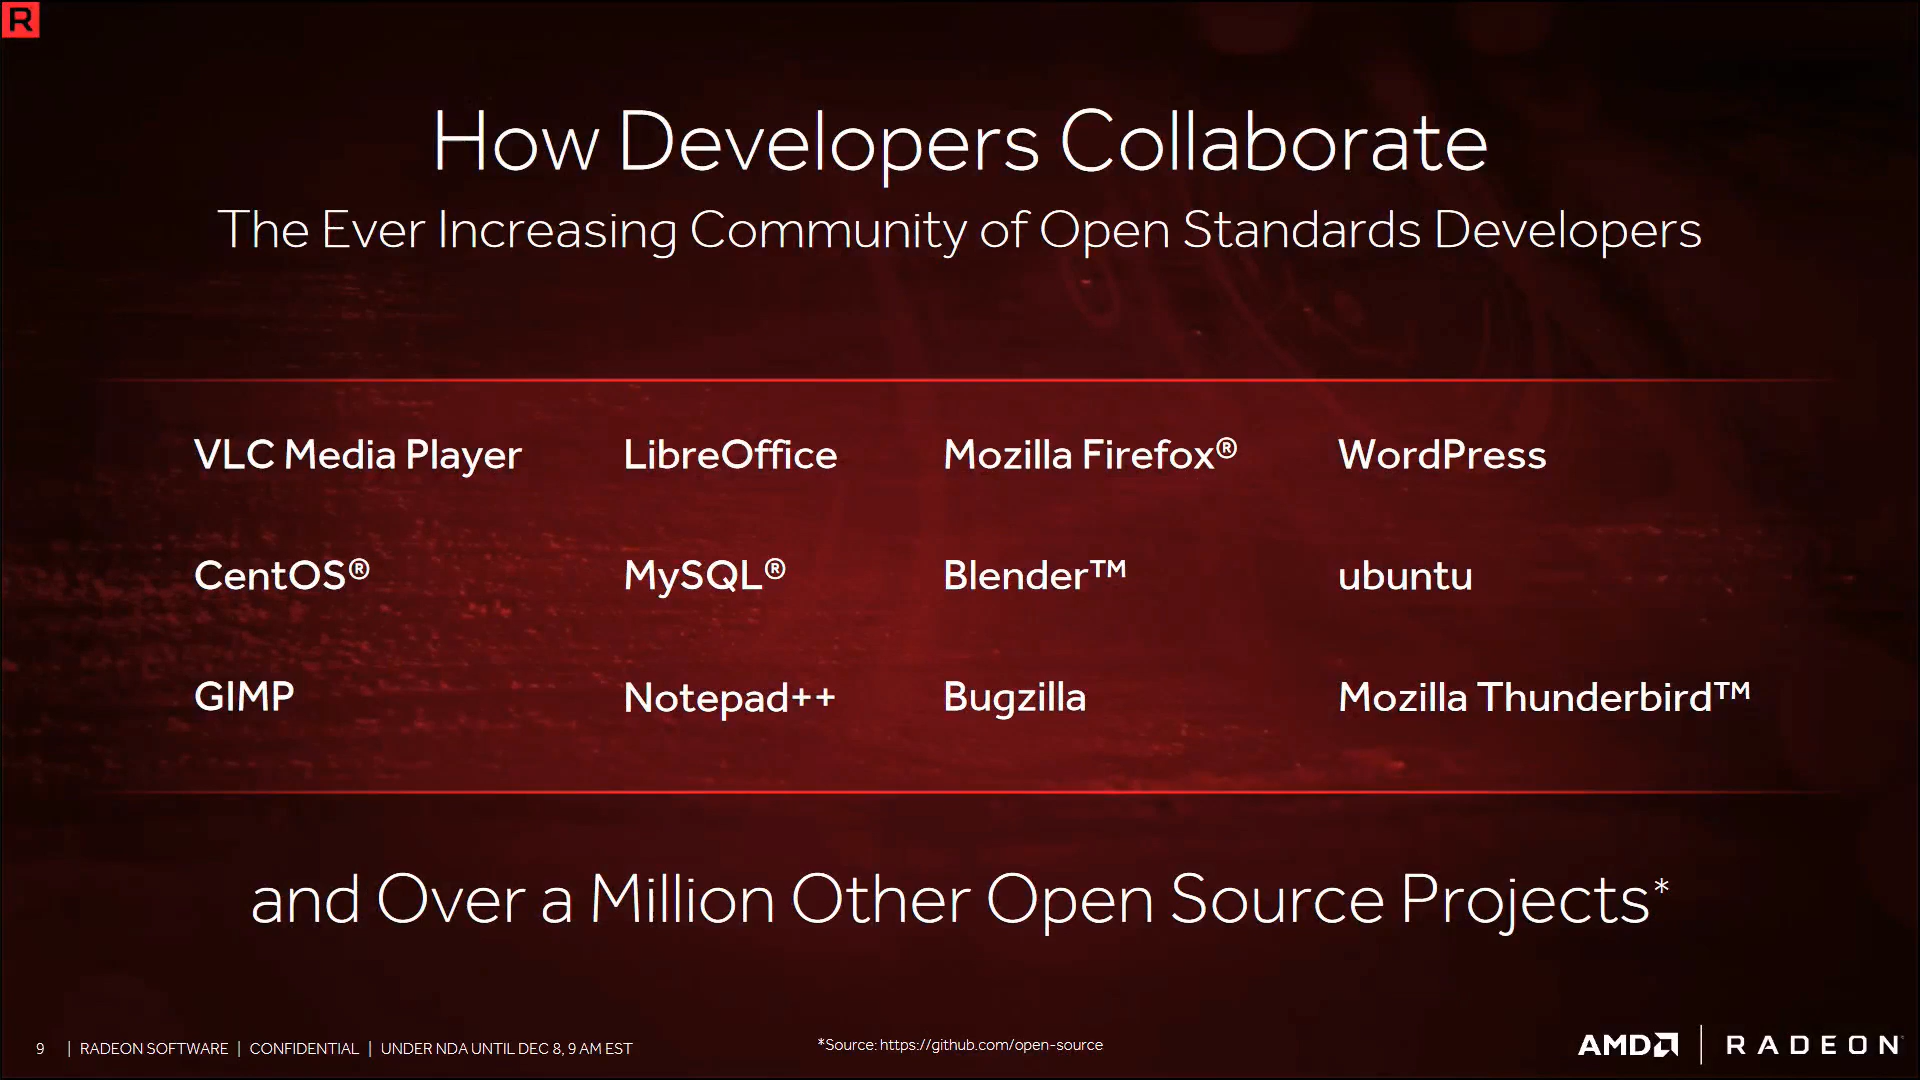 R
How Developers Collaborate
The Ever Increasing Community of Open Standards Developers
VLC Media Player LibreOffice Mozilla Firefox® WordPress
CentOS® MySQL® Blender™ ubuntu
GIMP Notepad++ Bugzilla Mozilla Thunderbird™
and Over a Million Other Open Source Projects*
9 | RADEON SOFTWARE | CONFIDENTIAL | UNDER NDA UNTIL DEC 8, 9 AM EST
*Source: https://github.com/open-source
AMD | RADEON